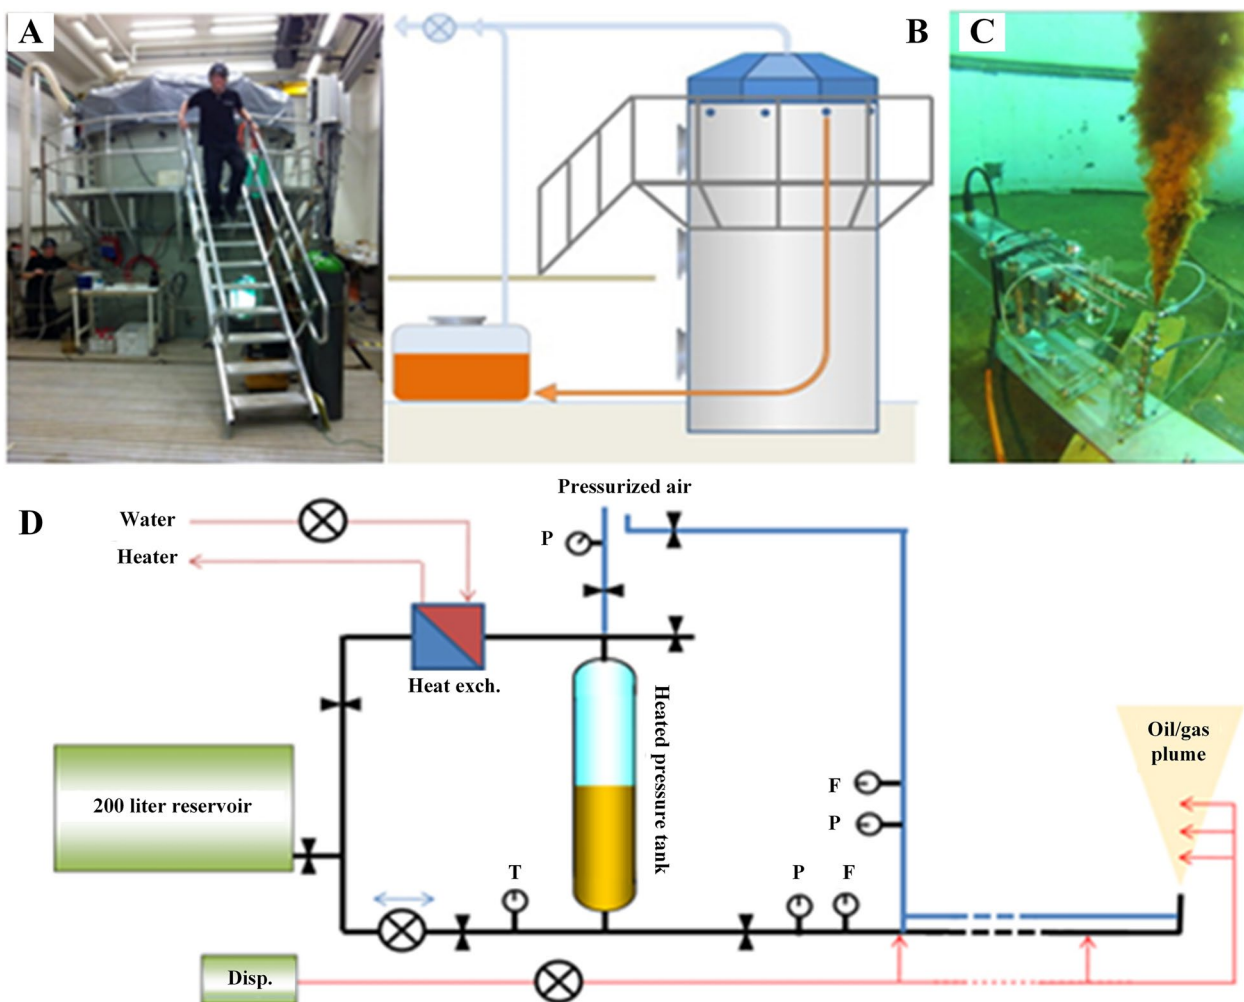 A
B
C
D
Pressurized air
Water
P
Heater
Heat exch.
Heated pressure tank
Oil/gas
plume
F
200 liter reservoir
P
T
P
F
Disp.